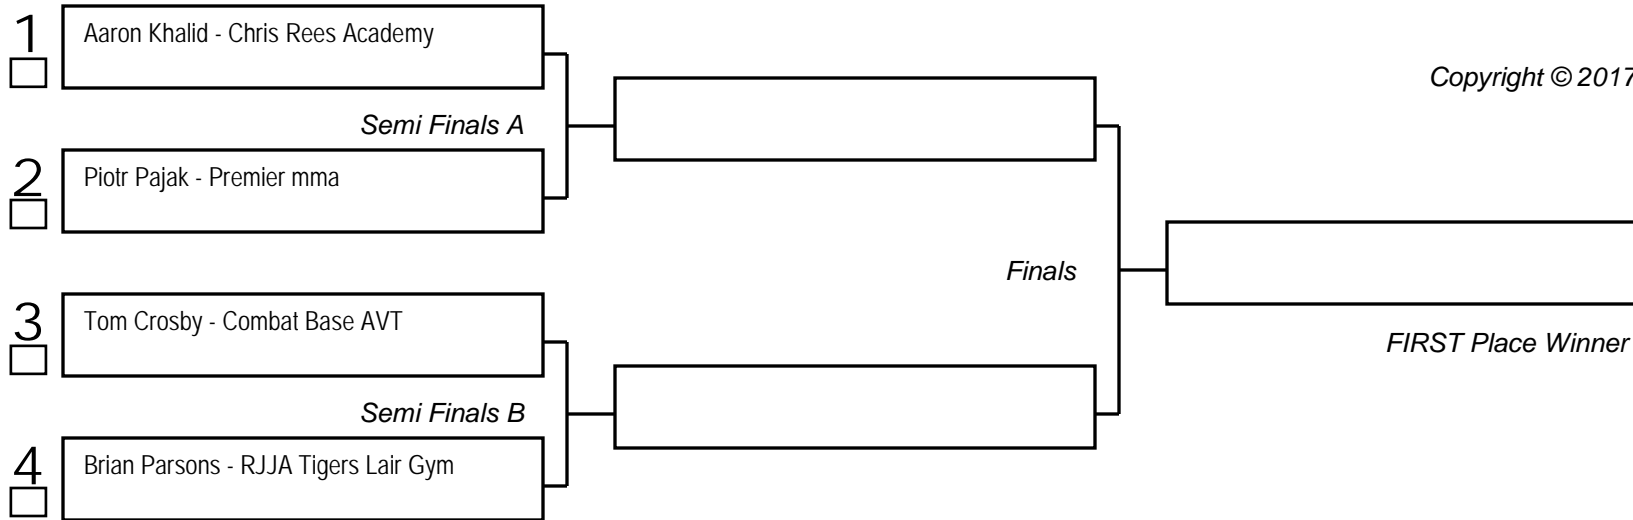 1
Aaron Khalid - Chris Rees Academy
Copyright © 2017
Semi Finals A
2
Piotr Pajak - Premier mma
Finals
3
Tom Crosby - Combat Base AVT
FIRST Place Winner
Semi Finals B
4
Brian Parsons - RJJA Tigers Lair Gym